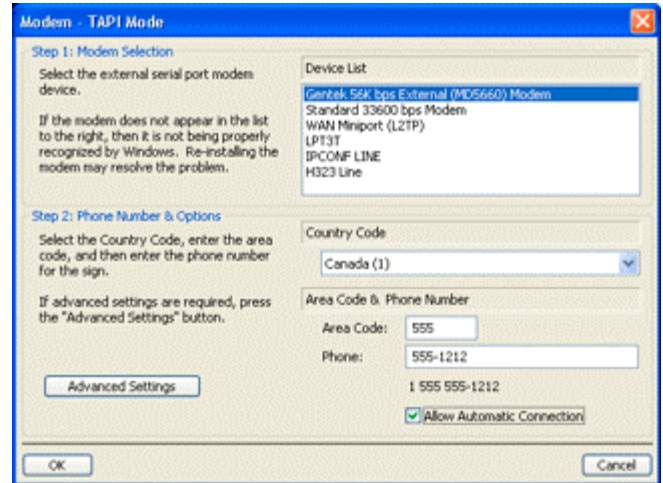 Modem - TAPI Mode
Step 1: Modem Selection
Select the external serial port modem
device.
If the modem does not appear in the list
to the right, then it is not being properly
recognized by Windows. Re-installing the
modem may resolve the problem.
Device List
Gentek 56K bps External (MD5660) Modem
Standard 33600 bps Modem
WAN Miniport (L2TP)
LPT3T
IPCONF LINE
H323 Line
Step 2: Phone Number & Options
Select the Country Code, enter the area
code, and then enter the phone number
for the sign.
If advanced settings are required, press
the "Advanced Settings" button.
Advanced Settings
Country Code
Canada (1)
Area Code & Phone Number
Area Code: 555
Phone: 555-1212
1 555 555-1212
Allow Automatic Connection
OK
Cancel